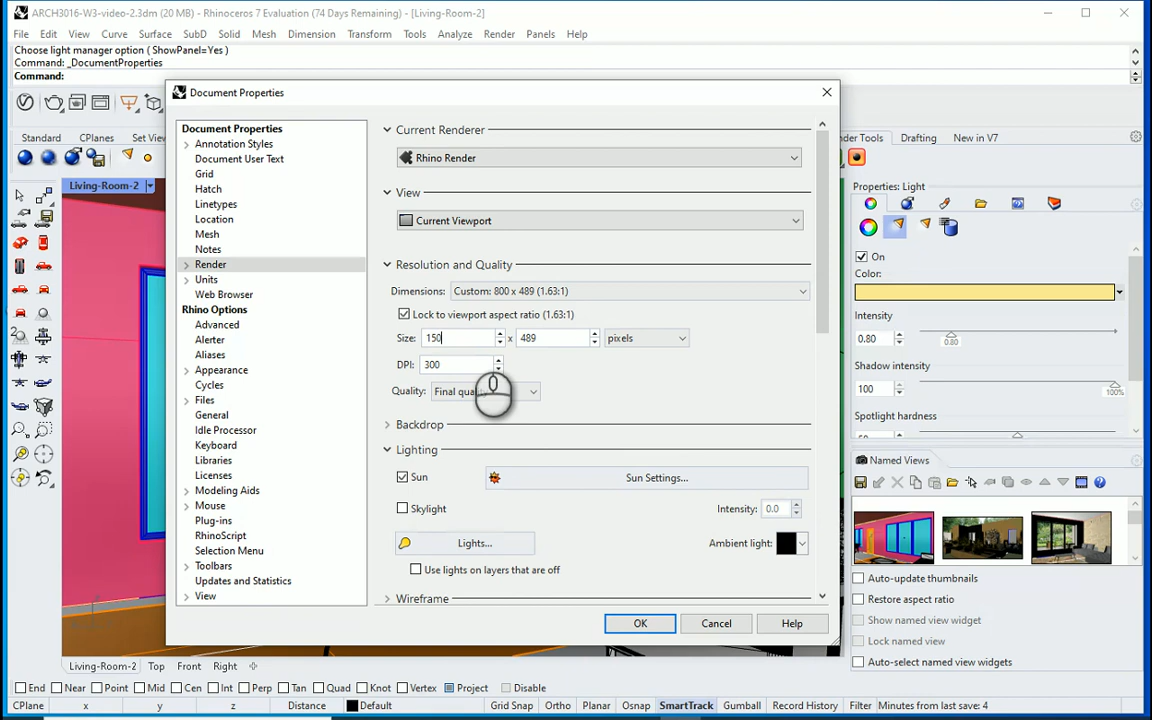 ARCH3016-W3-video-2.3dm (20 MB) - Rhinoceros 7 Evaluation (74 Days Remaining) - [Living-Room-2]
File Edit View Curve Surface SubD Solid Mesh Dimension Transform Tools Analyze Render Panels Help
Choose light manager option ( ShowPanel=Yes )
Command: _DocumentProperties
Command:
Document Properties
Standard CPlanes Set View
der Tools Drafting New in V7
Living-Room-2
Document Properties
Annotation Styles
Document User Text
Grid
Hatch
Linetypes
Location
Mesh
Notes
Render
Units
Web Browser
Rhino Options
Advanced
Alerter
Aliases
Appearance
Cycles
Files
General
Idle Processor
Keyboard
Libraries
Licenses
Modeling Aids
Mouse
Plug-ins
RhinoScript
Selection Menu
Toolbars
Updates and Statistics
View
Current Renderer
Rhino Render
View
Current Viewport
Resolution and Quality
Dimensions: Custom: 800 x 489 (1.63:1)
Lock to viewport aspect ratio (1.63:1)
Size: 150 x 489 pixels
DPI: 300
Quality: Final qu
Backdrop
Lighting
Sun Sun Settings...
Skylight Intensity: 0.0
Lights... Ambient light:
Use lights on layers that are off
Wireframe
OK Cancel Help
Properties: Light
On
Color:
Intensity
0.80 0.80
Shadow intensity
100 100%
Spotlight hardness
Named Views
Auto-update thumbnails
Restore aspect ratio
Show named view widget
Lock named view
Auto-select named view widgets
Living-Room-2 Top Front Right
End Near Point Mid Cen Int Perp Tan Quad Knot Vertex Project Disable
CPlane x y z Distance Default Grid Snap Ortho Planar Osnap SmartTrack Gumball Record History Filter Minutes from last save: 4